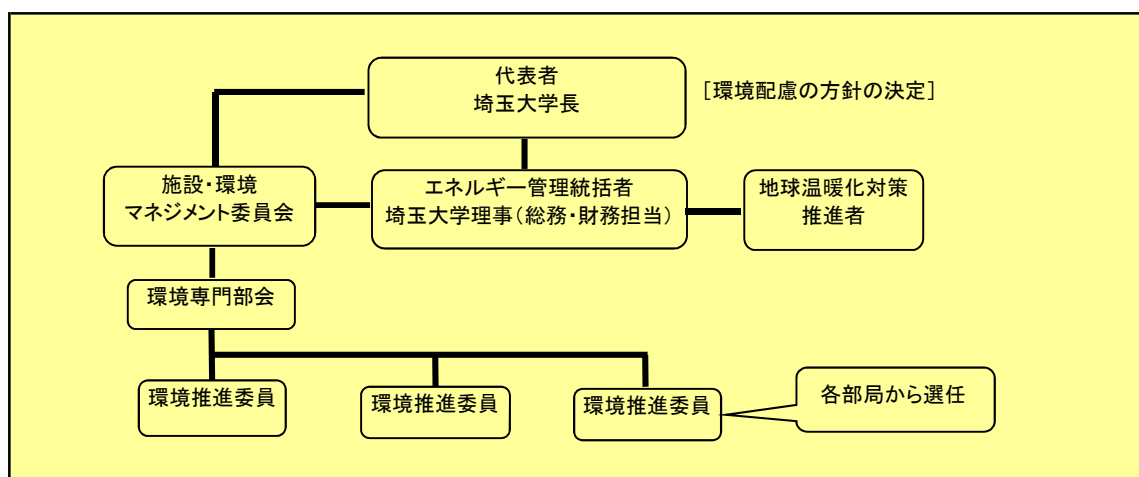 代表者
埼玉大学長
[環境配慮の方針の決定]
施設・環境
マネジメント委員会
エネルギー管理統括者
埼玉大学理事(総務・財務担当)
地球温暖化対策
推進者
環境専門部会
環境推進委員
環境推進委員
環境推進委員
各部局から選任